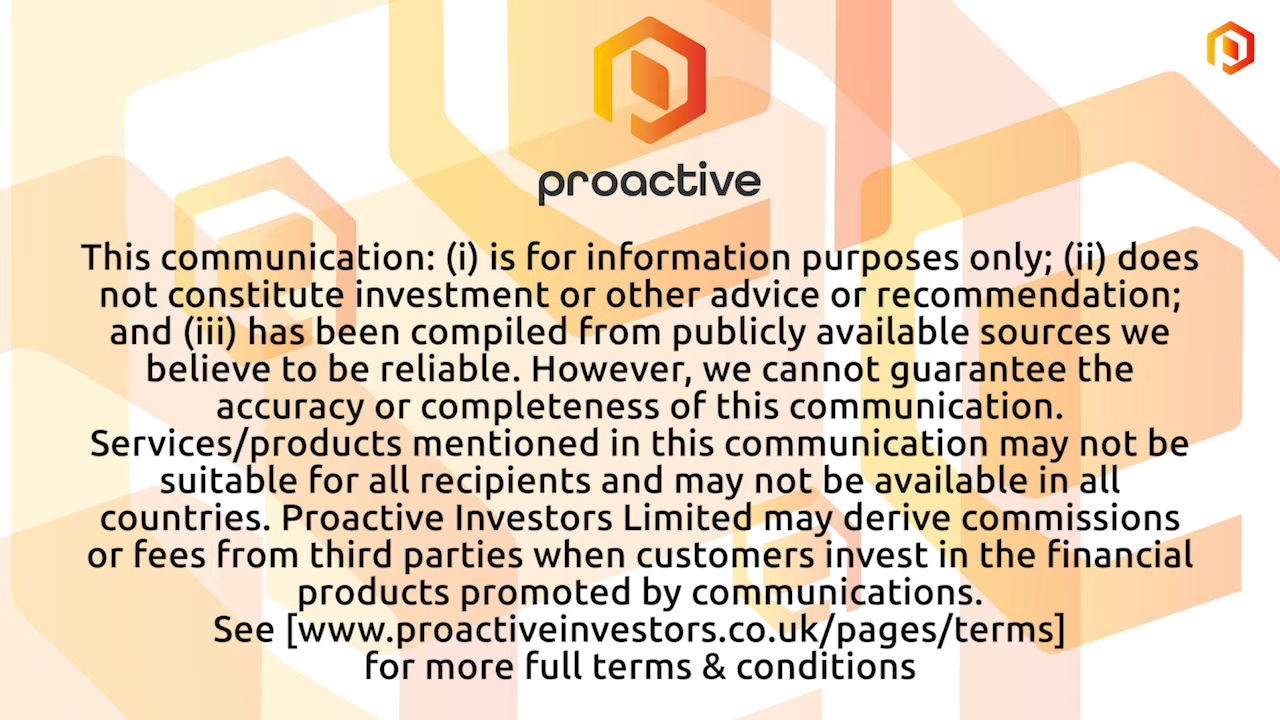 proactive
This communication: (i) is for information purposes only; (ii) does
not constitute investment or other advice or recommendation;
and (iii) has been compiled from publicly available sources we
believe to be reliable. However, we cannot guarantee the
accuracy or completeness of this communication.
Services/products mentioned in this communication may not be
suitable for all recipients and may not be available in all
countries. Proactive Investors Limited may derive commissions
or fees from third parties when customers invest in the financial
products promoted by communications.
See [www.proactiveinvestors.co.uk/pages/terms]
for more full terms & conditions